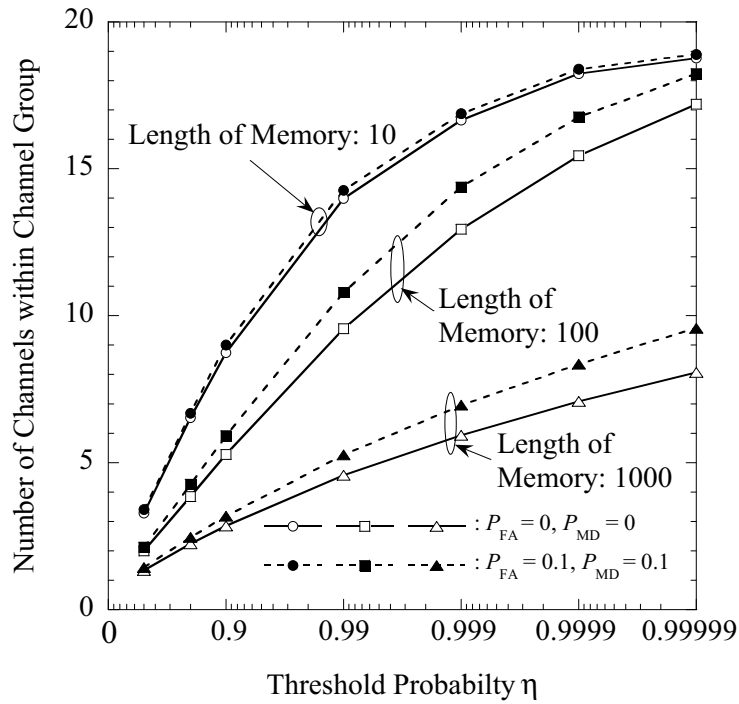 20
15
10
5
0
Number of Channels within Channel Group
Length of Memory: 10
Length of
Memory: 100
Length of
Memory: 1000
: P_FA = 0, P_MD = 0
: P_FA = 0.1, P_MD = 0.1
0 0.9 0.99 0.999 0.9999 0.99999
Threshold Probabilty η